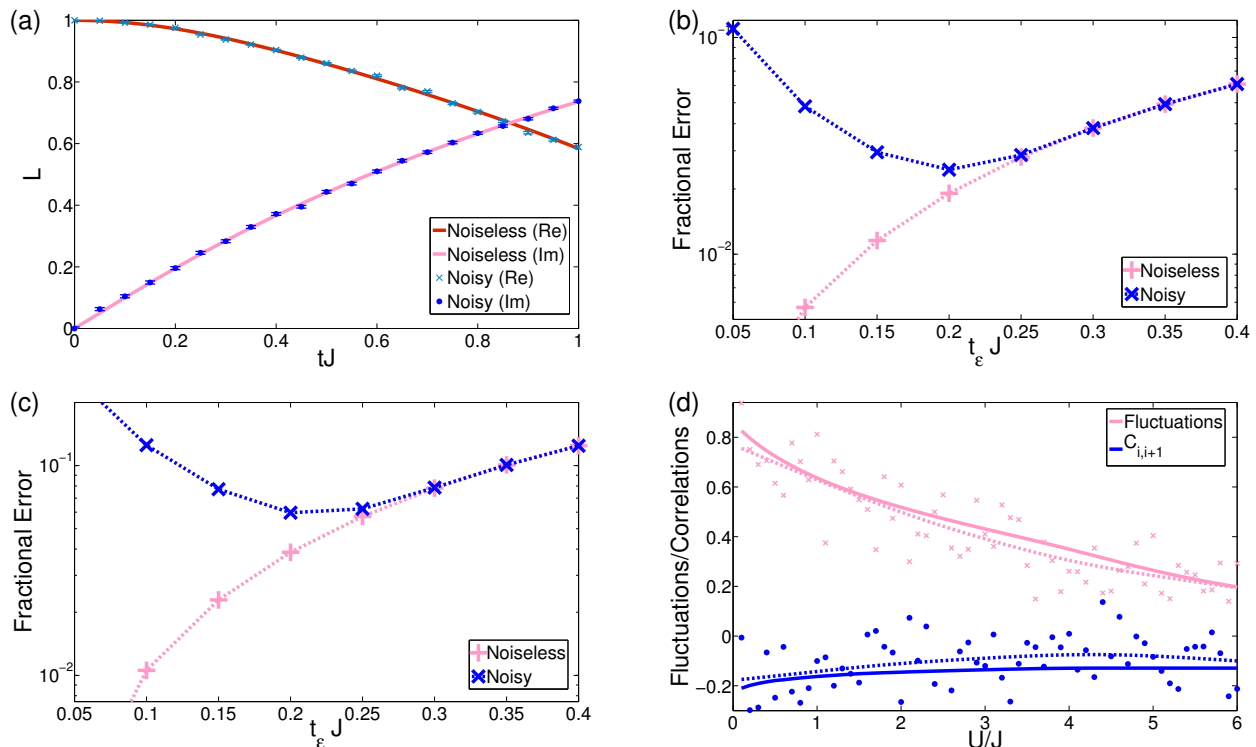 (a)
1
0.8
0.6
0.4
0.2
0
L
0 0.2 0.4 0.6 0.8 1
tJ
Noiseless (Re)
Noiseless (Im)
Noisy (Re)
Noisy (Im)
(b)
10⁻¹
10⁻²
Fractional Error
0.05 0.1 0.15 0.2 0.25 0.3 0.35 0.4
t_ε J
Noiseless
Noisy
(c)
10⁻¹
10⁻²
Fractional Error
0.05 0.1 0.15 0.2 0.25 0.3 0.35 0.4
t_ε J
Noiseless
Noisy
(d)
0.8
0.6
0.4
0.2
0
−0.2
Fluctuations/Correlations
0 1 2 3 4 5 6
U/J
Fluctuations
C_{i,i+1}